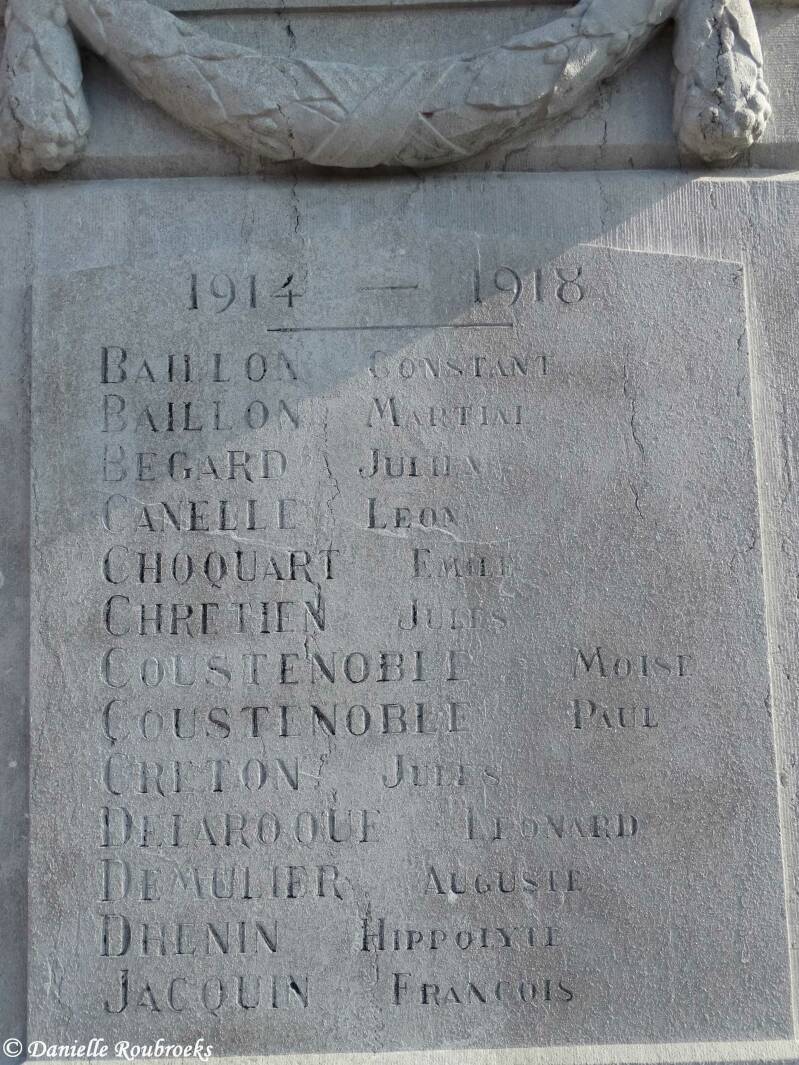 1914 — 1918
BAILLON CONSTANT
BAILLON MARTIAL
BEGARD JULIEN
CANELLE LEON
CHOQUART EMILE
CHRETIEN JULES
COUSTENOBLE MOISE
COUSTENOBLE PAUL
CRETON JULES
DELAROQUE LEONARD
DEMULIER AUGUSTE
DHENIN HIPPOLYTE
JACQUIN FRANCOIS
© Danielle Roubroeks